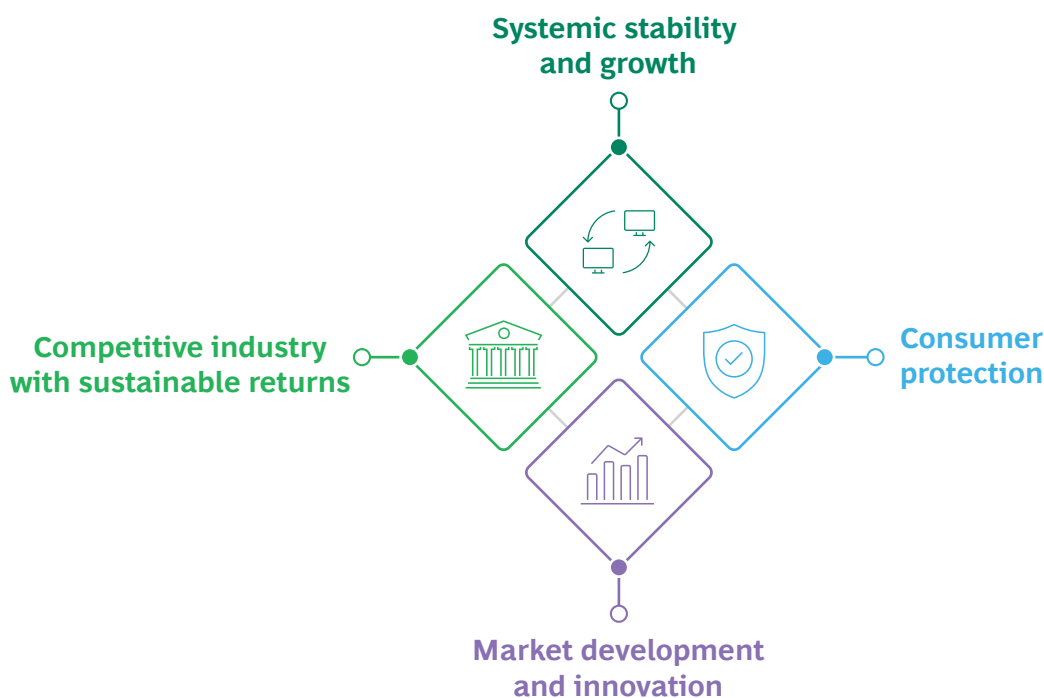 Systemic stability
and growth
Competitive industry
with sustainable returns
Consumer
protection
Market development
and innovation